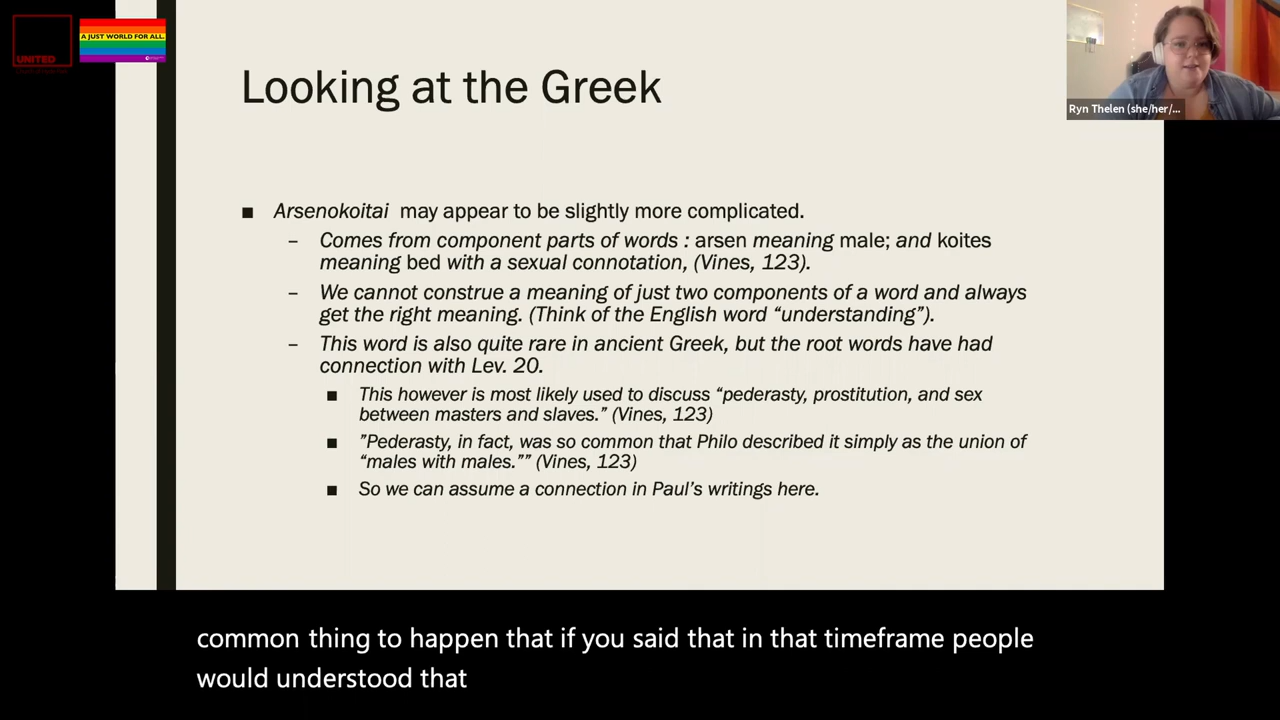 UNITED
A JUST WORLD FOR ALL.
Ryn Thelen (she/her/...
Looking at the Greek
■ Arsenokoitai may appear to be slightly more complicated.
– Comes from component parts of words : arsen meaning male; and koites
meaning bed with a sexual connotation, (Vines, 123).
– We cannot construe a meaning of just two components of a word and always
get the right meaning. (Think of the English word “understanding”).
– This word is also quite rare in ancient Greek, but the root words have had
connection with Lev. 20.
■ This however is most likely used to discuss “pederasty, prostitution, and sex
between masters and slaves.” (Vines, 123)
■ ”Pederasty, in fact, was so common that Philo described it simply as the union of
“males with males.”” (Vines, 123)
■ So we can assume a connection in Paul’s writings here.
common thing to happen that if you said that in that timeframe people
would understood that